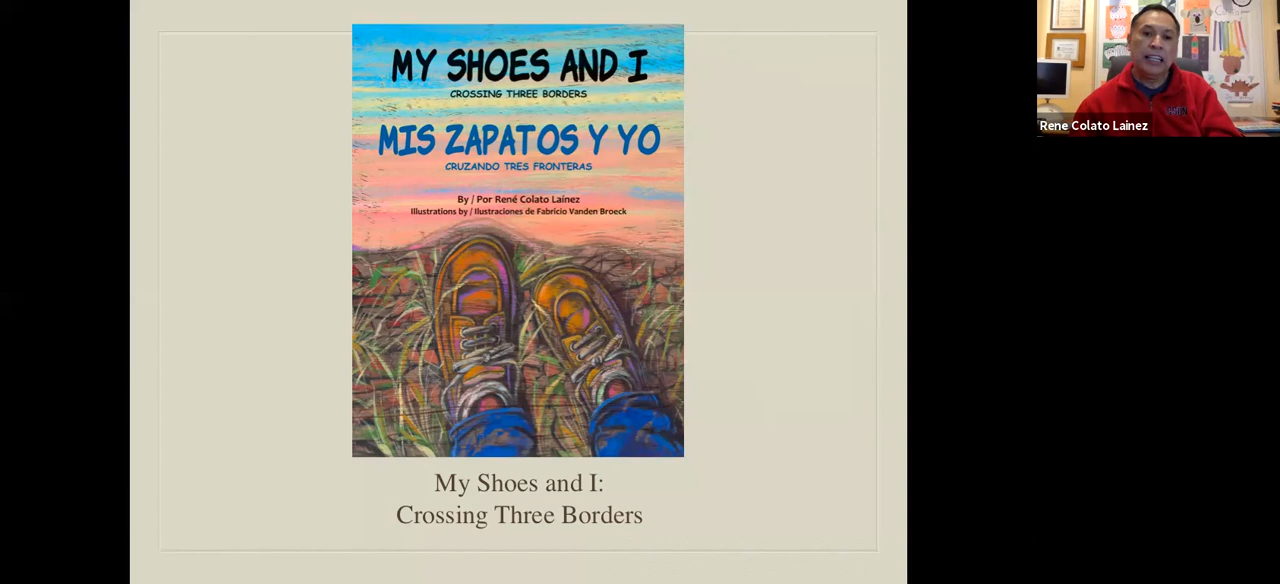 MY SHOES AND I
CROSSING THREE BORDERS
MIS ZAPATOS Y YO
CRUZANDO TRES FRONTERAS
By / Por René Colato Laínez
Illustrations by / Ilustraciones de Fabricio Vanden Broeck
My Shoes and I:
Crossing Three Borders
Rene Colato Lainez